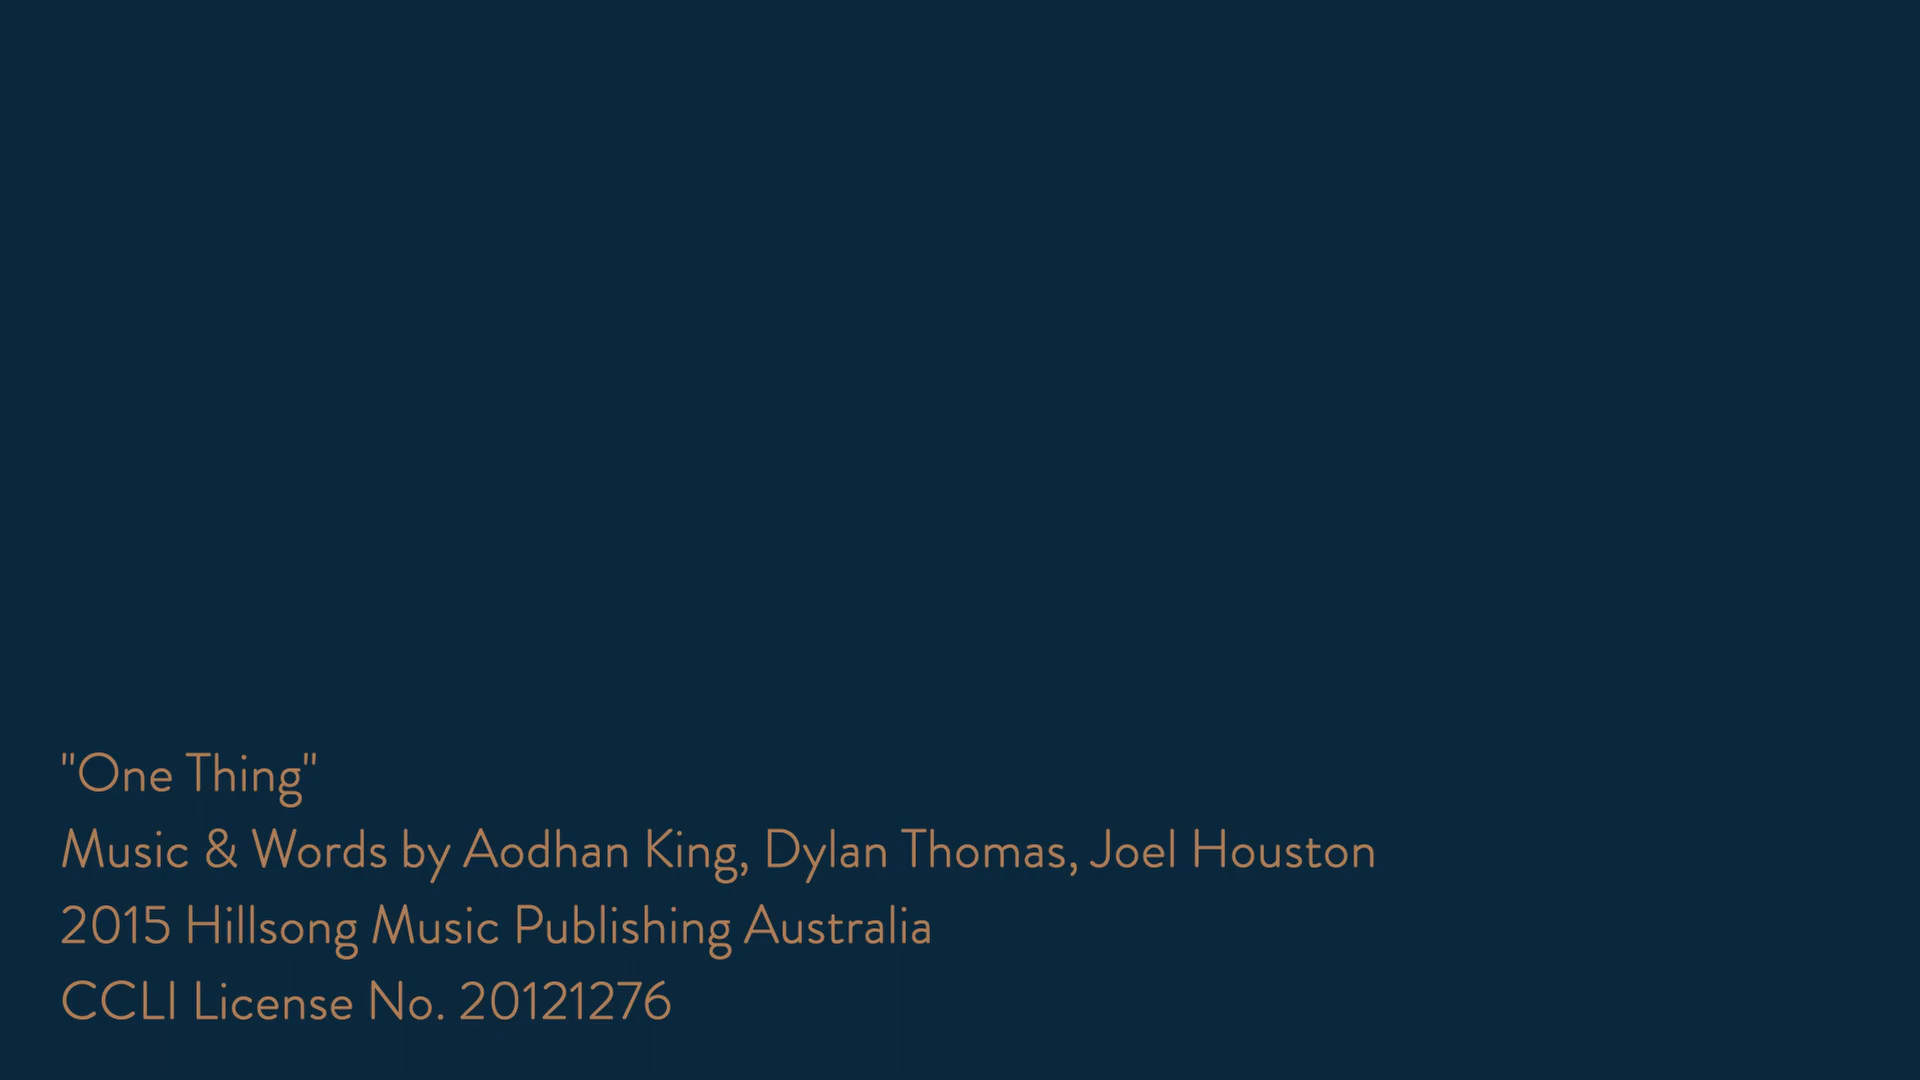 "One Thing"
Music & Words by Aodhan King, Dylan Thomas, Joel Houston
2015 Hillsong Music Publishing Australia
CCLI License No. 20121276